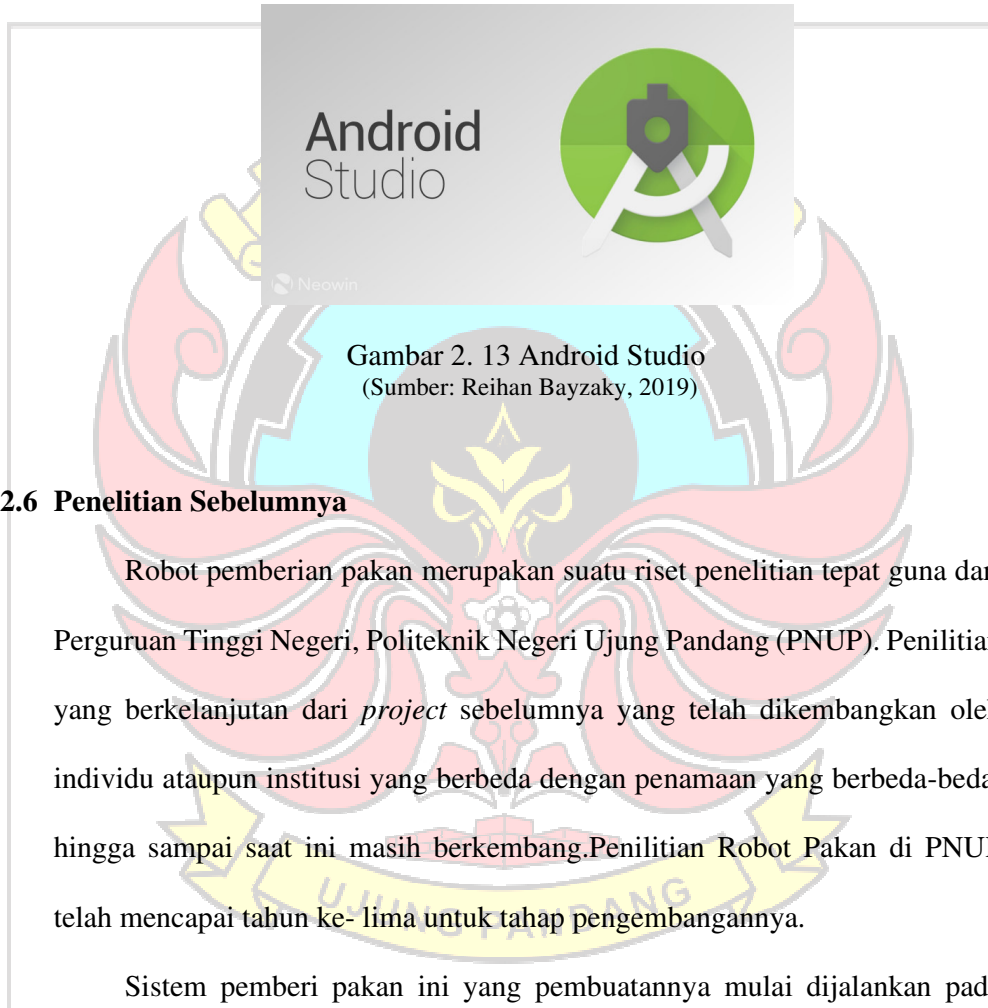 Android
Studio
Neowin
Gambar 2. 13 Android Studio
(Sumber: Reihan Bayzaky, 2019)
2.6 Penelitian Sebelumnya
Robot pemberian pakan merupakan suatu riset penelitian tepat guna dar
Perguruan Tinggi Negeri, Politeknik Negeri Ujung Pandang (PNUP). Penilitian
yang berkelanjutan dari project sebelumnya yang telah dikembangkan oleh
individu ataupun institusi yang berbeda dengan penamaan yang berbeda-beda
hingga sampai saat ini masih berkembang.Penilitian Robot Pakan di PNUP
telah mencapai tahun ke- lima untuk tahap pengembangannya.
UJUNG PANDANG
Sistem pemberi pakan ini yang pembuatannya mulai dijalankan pad